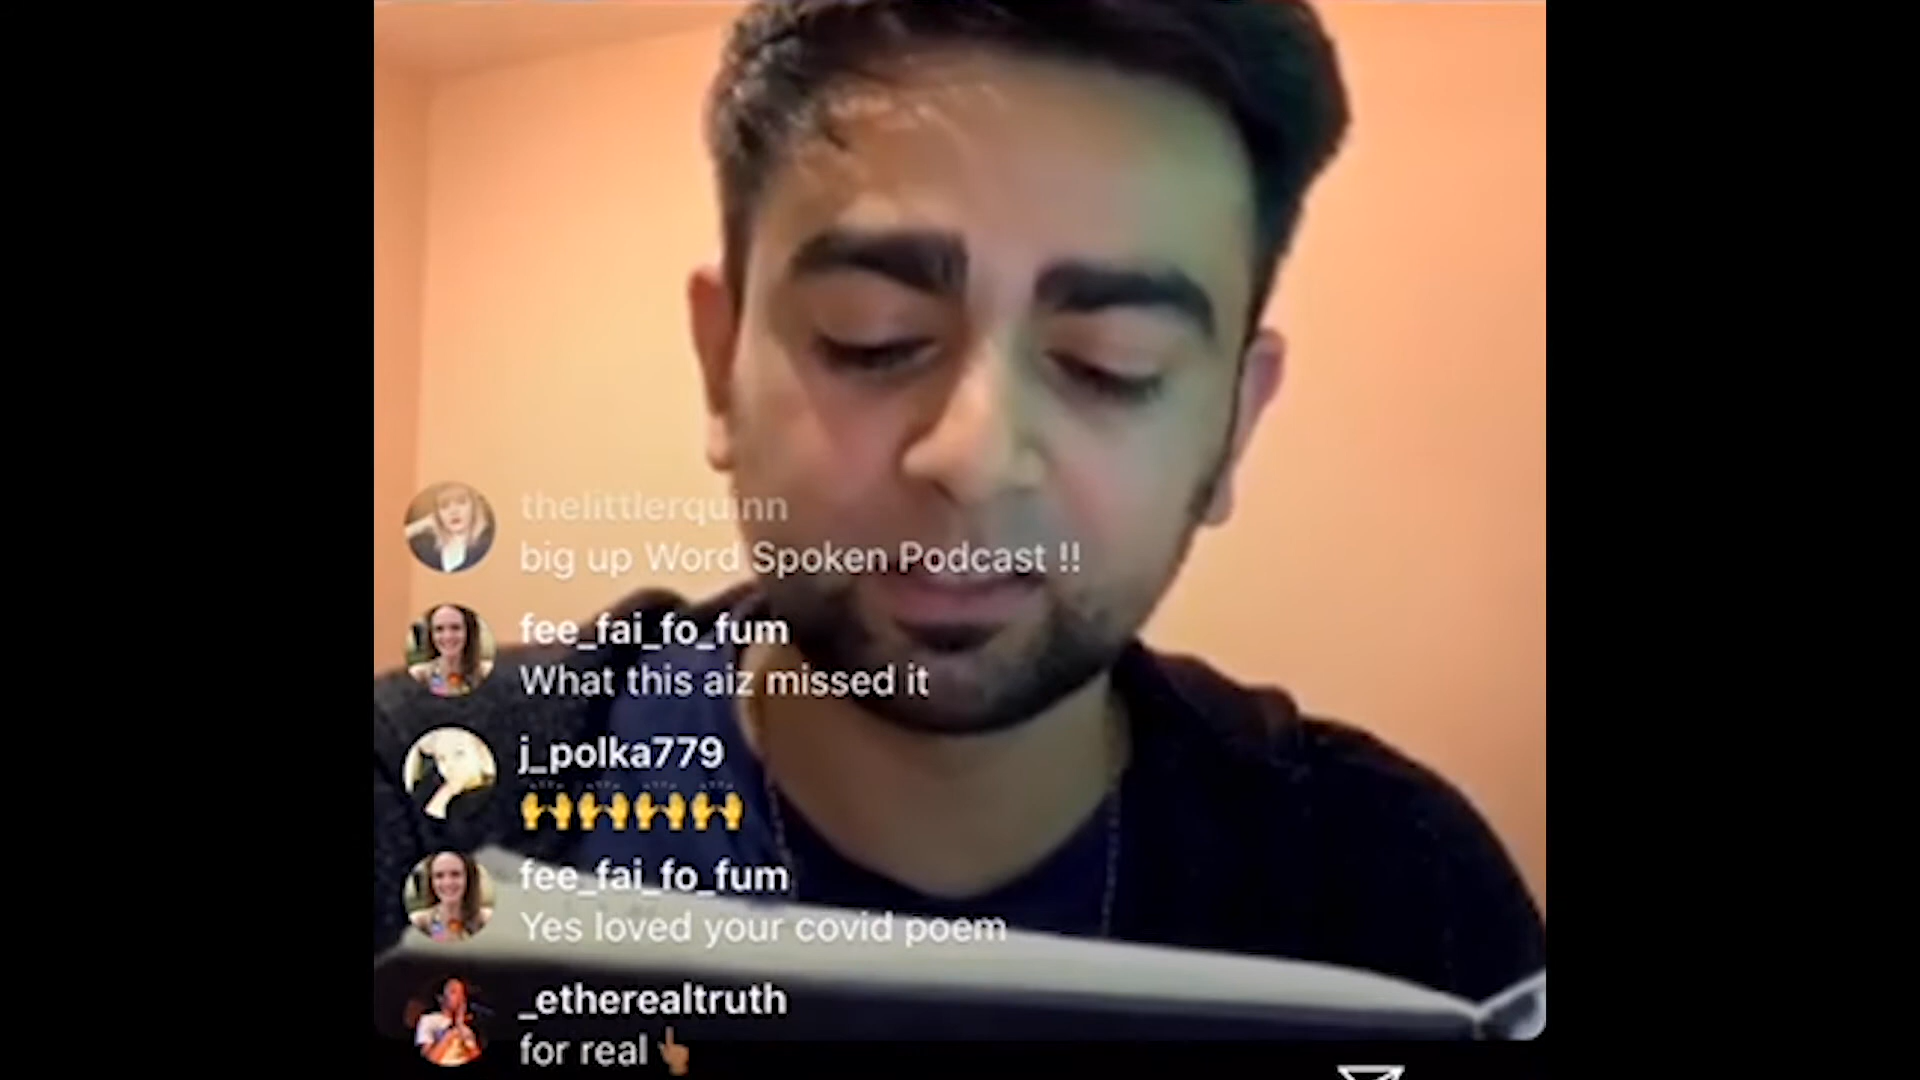 thelittlerquinn
big up Word Spoken Podcast !!
fee_fai_fo_fum
What this aiz missed it
j_polka779
🙌🙌🙌🙌
fee_fai_fo_fum
Yes loved your covid poem
_etherealtruth
for real👆🏾